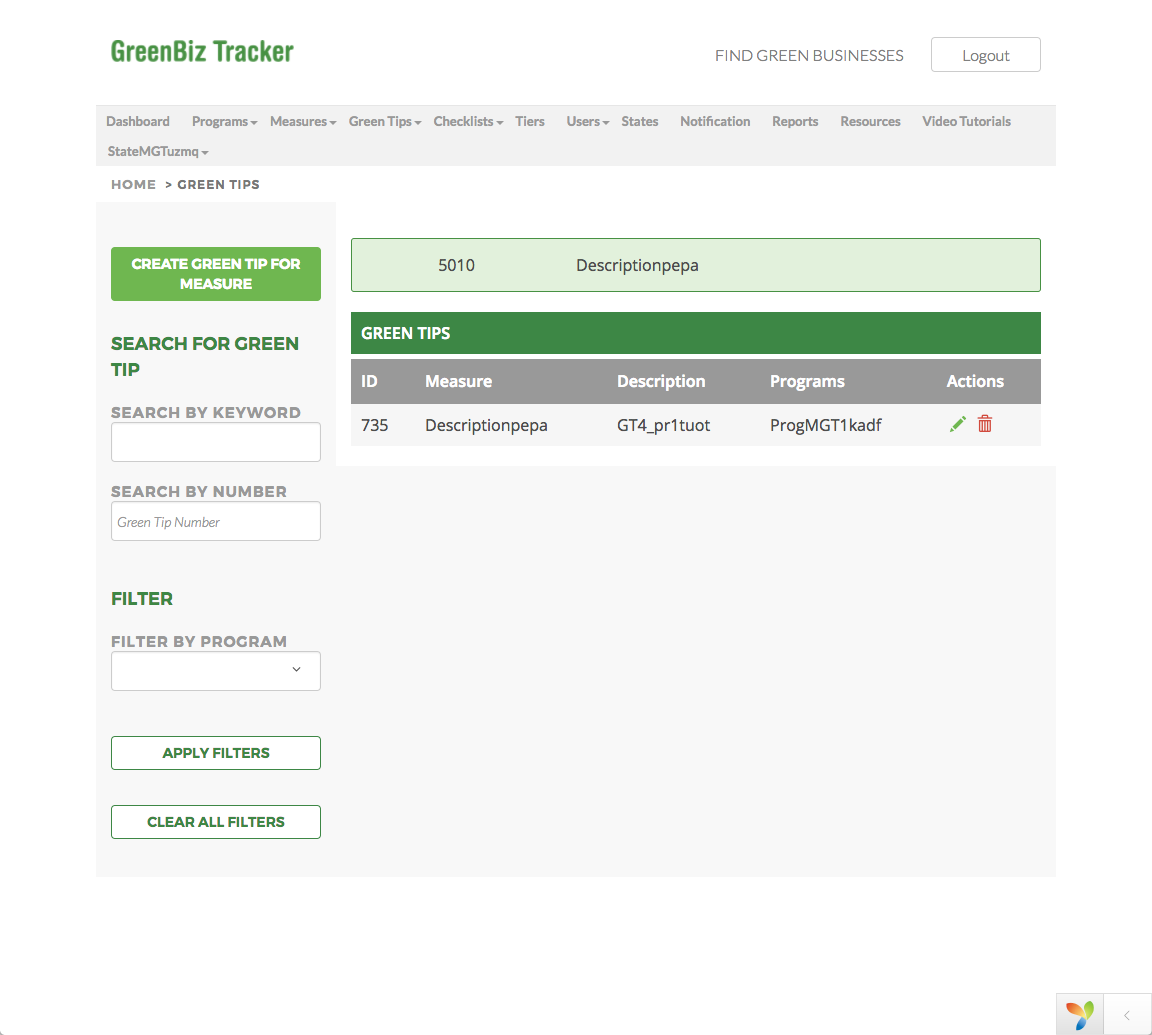 GreenBiz Tracker
FIND GREEN BUSINESSES
Logout
Dashboard Programs Measures Green Tips Checklists Tiers Users States Notification Reports Resources Video Tutorials
StateMGTuzmq
HOME > GREEN TIPS
CREATE GREEN TIP FOR
MEASURE
SEARCH FOR GREEN
TIP
SEARCH BY KEYWORD
SEARCH BY NUMBER
Green Tip Number
FILTER
FILTER BY PROGRAM
APPLY FILTERS
CLEAR ALL FILTERS
5010 Descriptionpepa
GREEN TIPS
ID Measure Description Programs Actions
735 Descriptionpepa GT4_pr1tuot ProgMGT1kadf